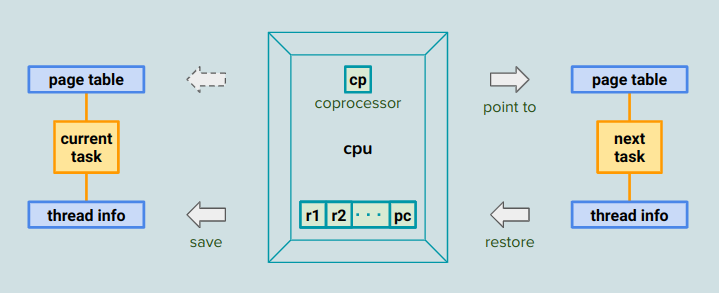 page table
current
task
thread info
save
cp
coprocessor
cpu
r1 r2 · · · pc
point to
restore
page table
next
task
thread info